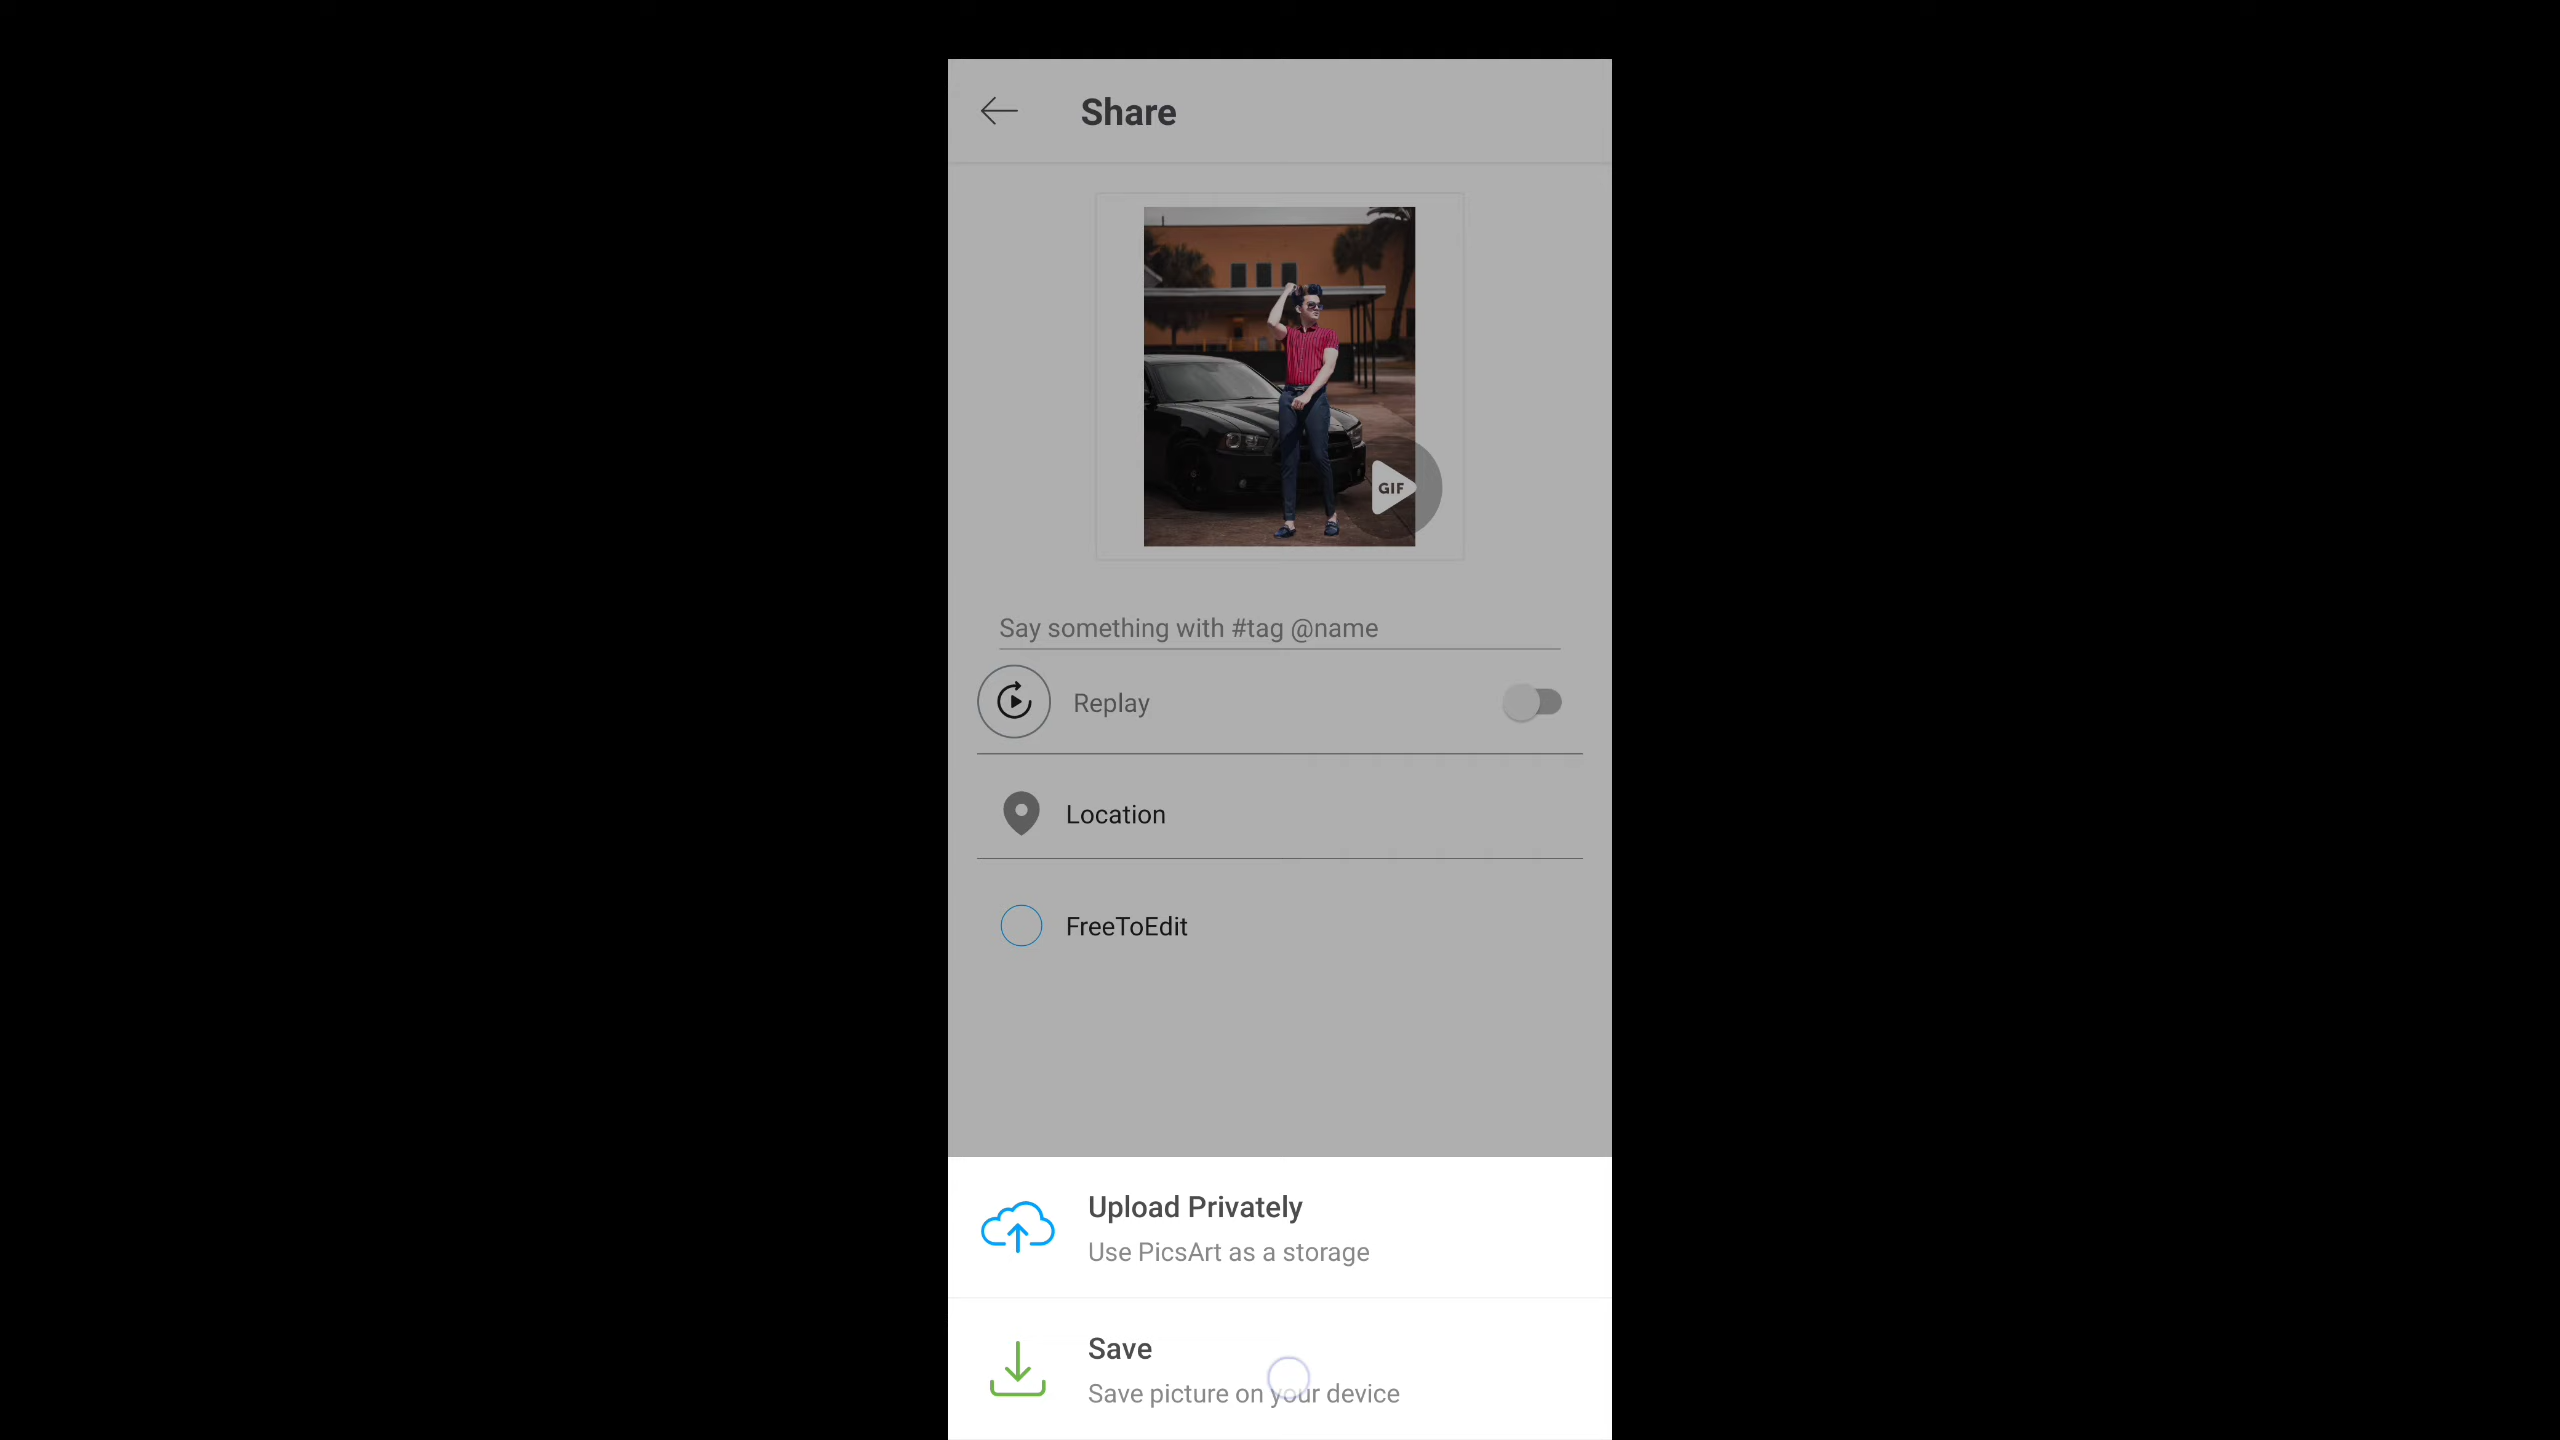 Share
GIF
Say something with #tag @name
Replay
Location
FreeToEdit
Upload Privately
Use PicsArt as a storage
Save
Save picture on your device